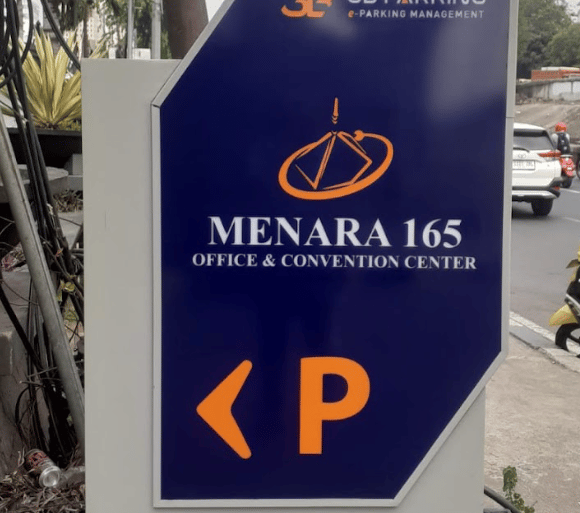 e-PARKING MANAGEMENT
MENARA 165
OFFICE & CONVENTION CENTER
< P